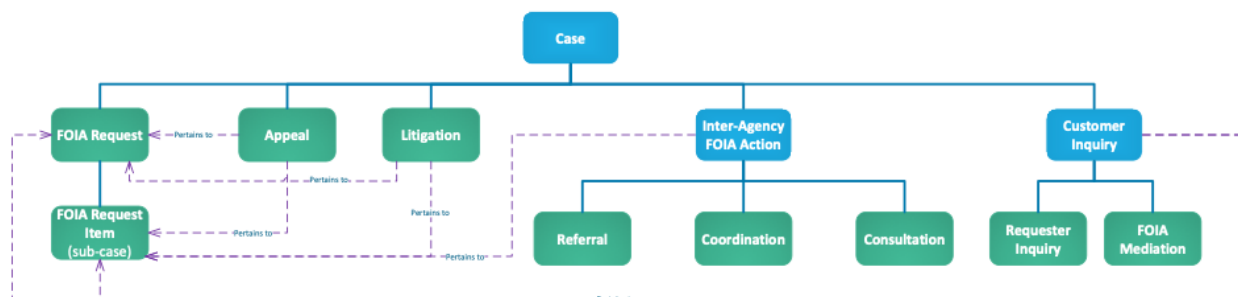 Case
FOIA Request
Pertains to
Appeal
Litigation
Inter-Agency
FOIA Action
Customer
Inquiry
Pertains to
FOIA Request
Item
(sub-case)
Pertains to
Pertains to
Pertains to
Referral
Coordination
Consultation
Requester
Inquiry
FOIA
Mediation